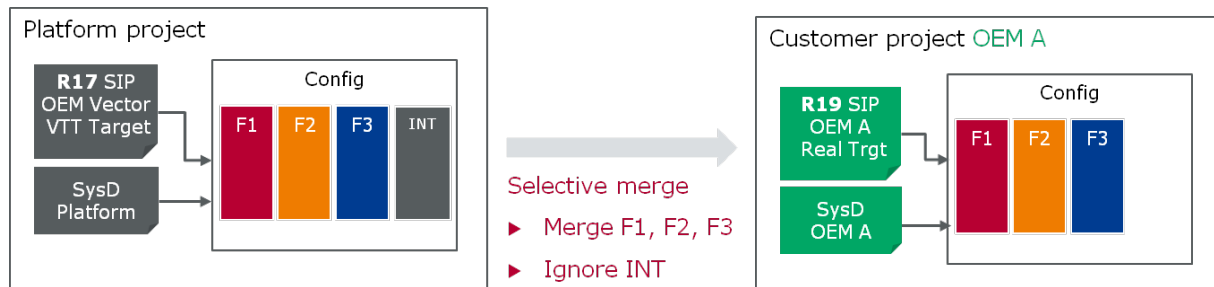 Platform project
R17 SIP
OEM Vector
VTT Target
SysD
Platform
Config
F1
F2
F3
INT
Selective merge
Merge F1, F2, F3
Ignore INT
Customer project OEM A
R19 SIP
OEM A
Real Trgt
SysD
OEM A
Config
F1
F2
F3